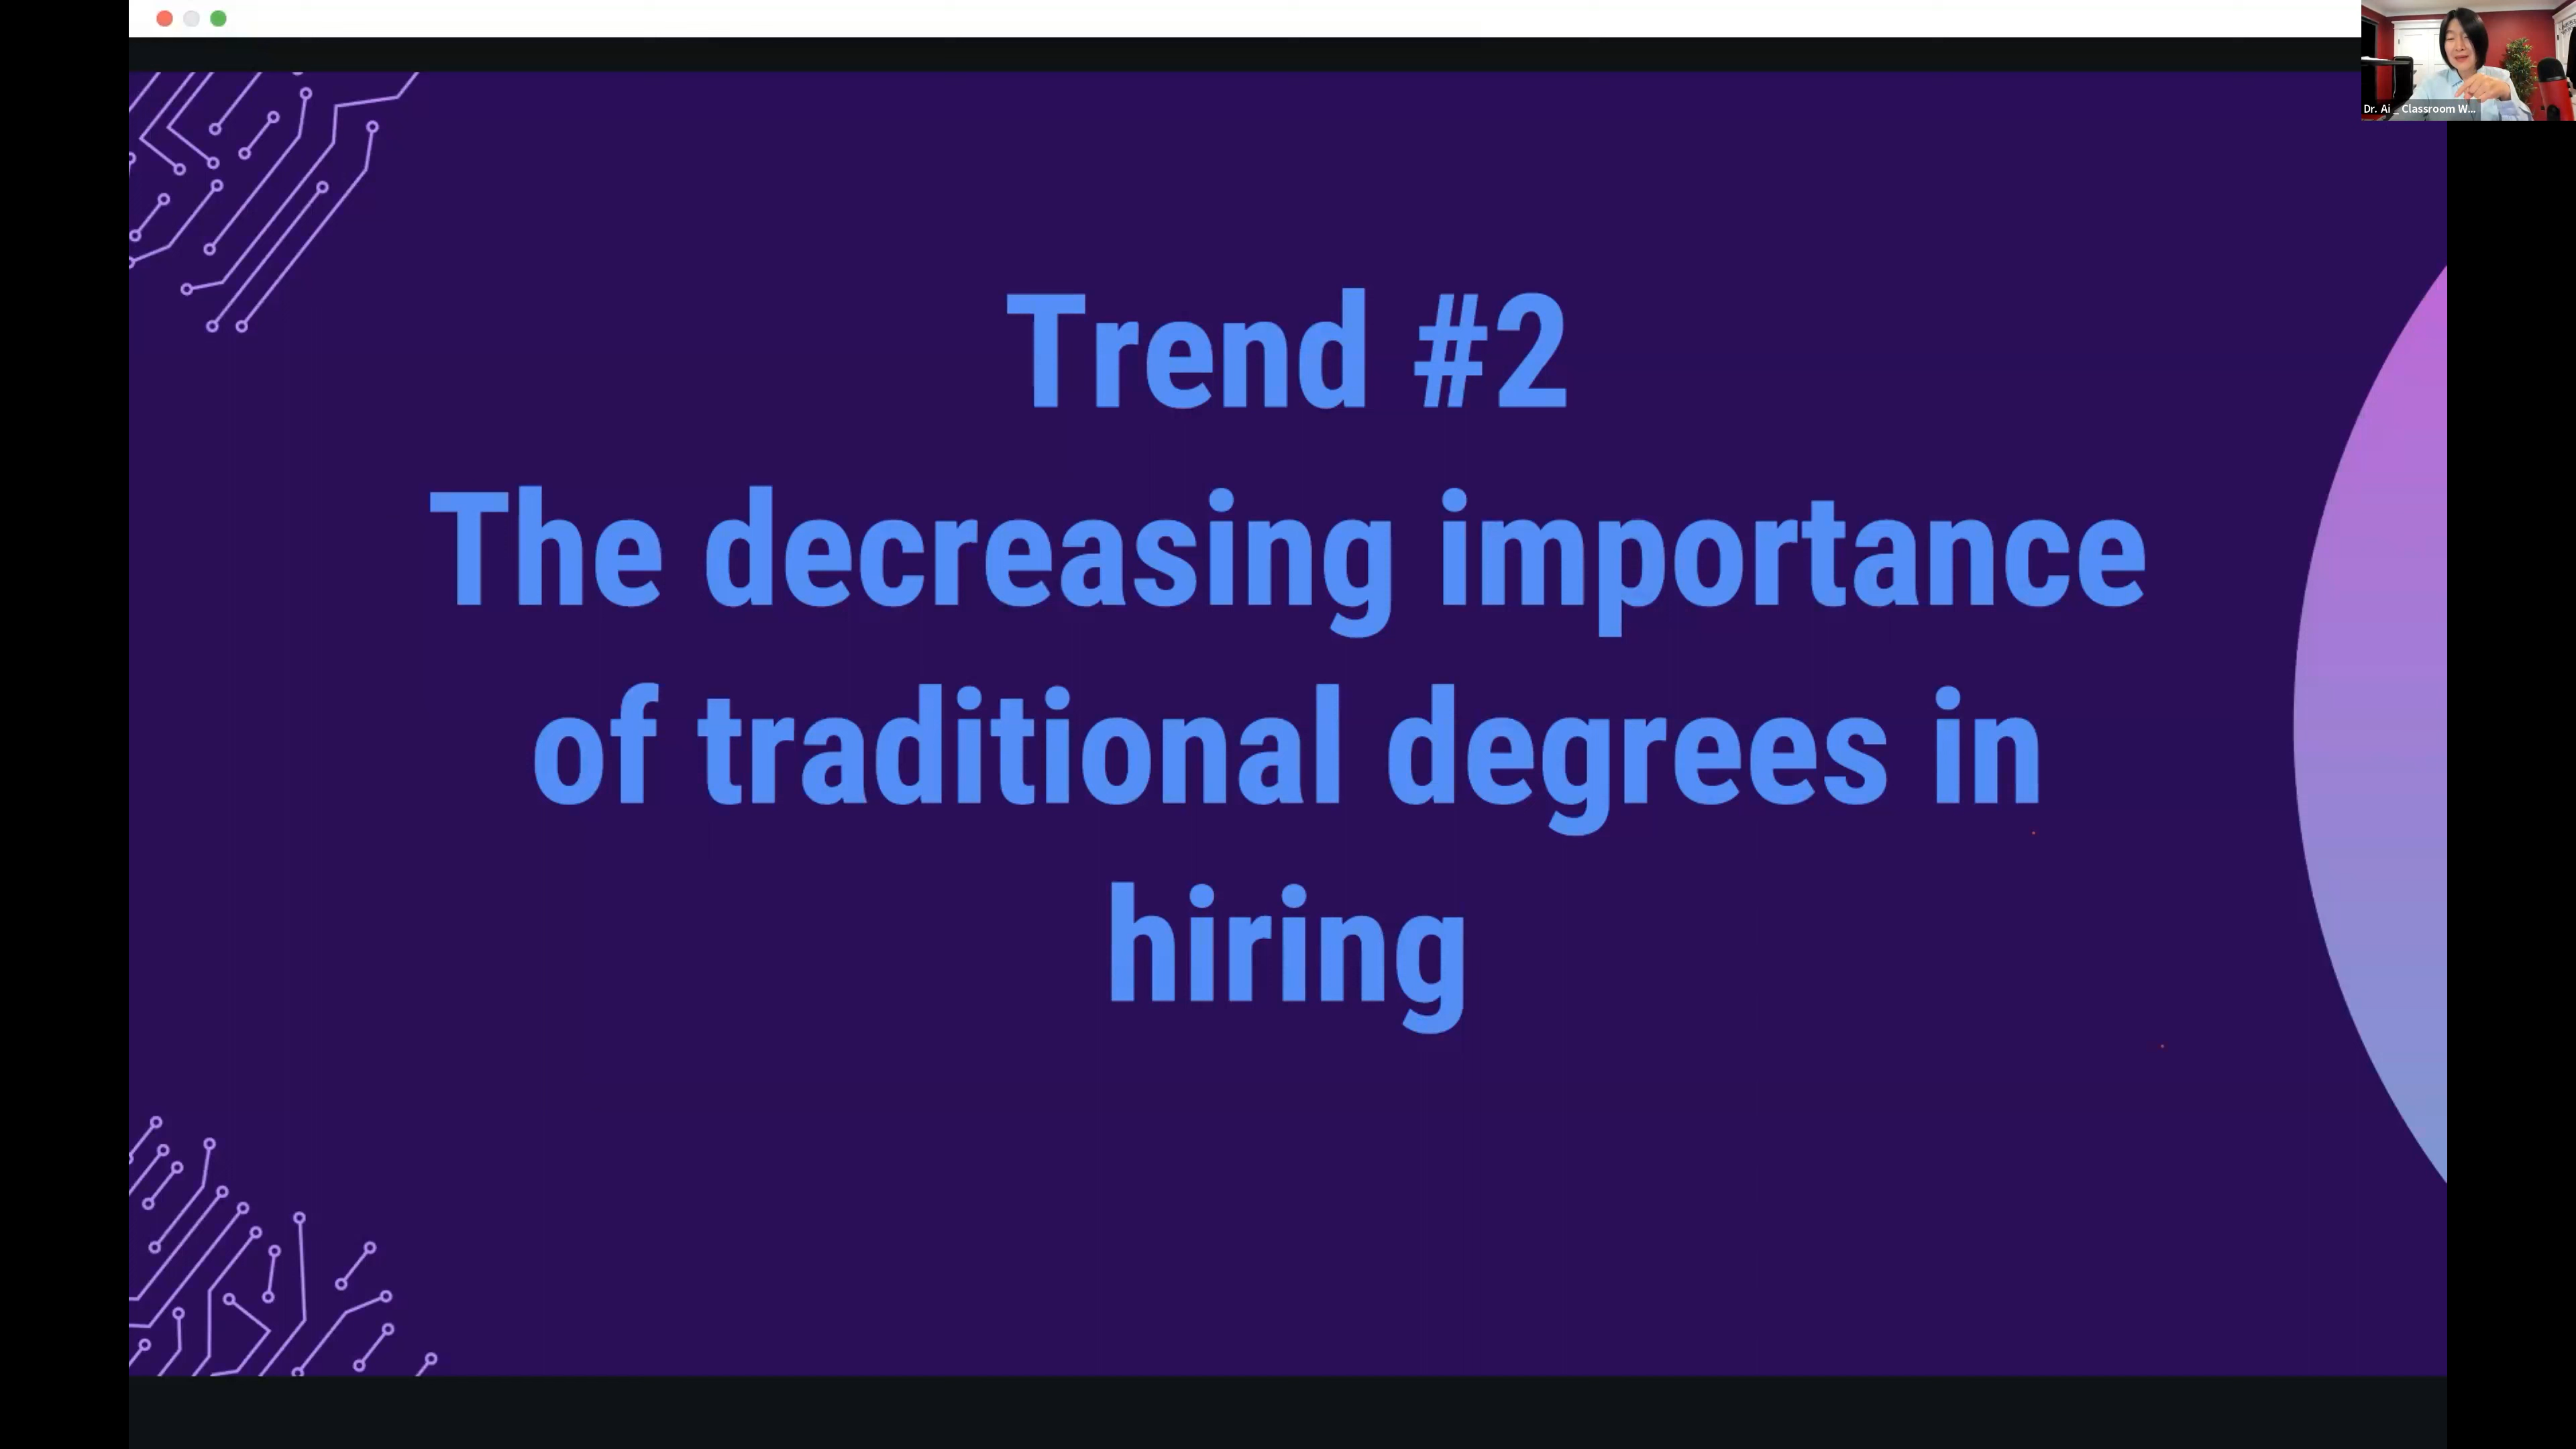 Dr. Ai _ Classroom W...
Trend #2
The decreasing importance
of traditional degrees in
hiring